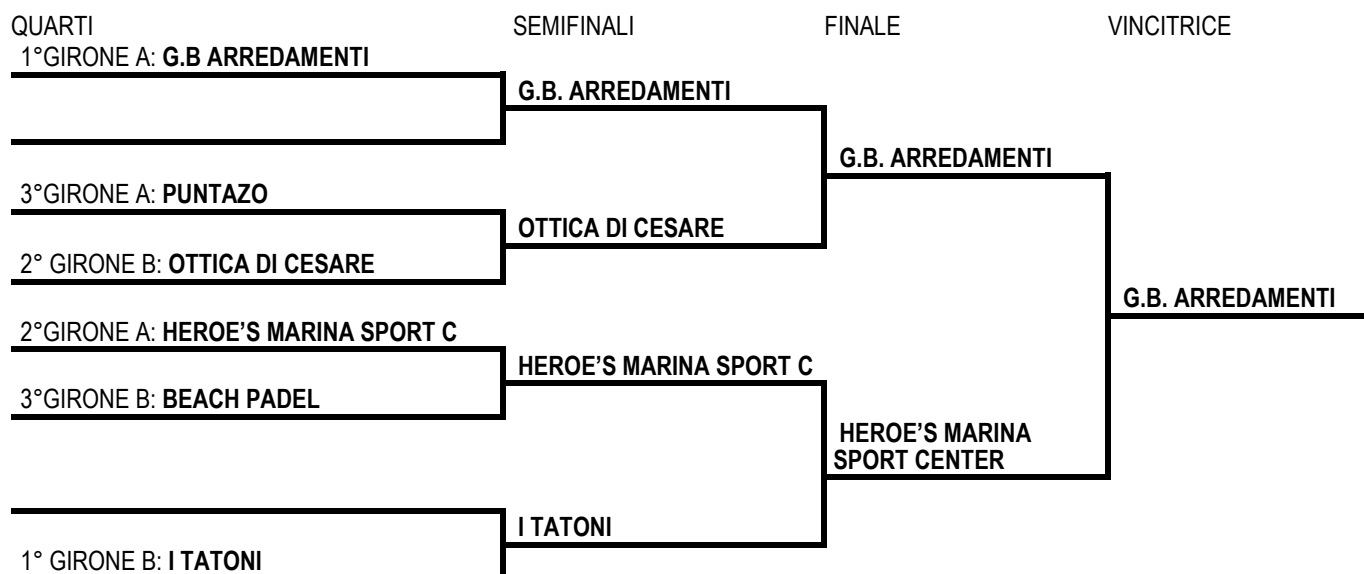 QUARTI SEMIFINALI FINALE VINCITRICE
1°GIRONE A: G.B ARREDAMENTI
G.B. ARREDAMENTI
G.B. ARREDAMENTI
3°GIRONE A: PUNTAZO
OTTICA DI CESARE
2° GIRONE B: OTTICA DI CESARE
G.B. ARREDAMENTI
2°GIRONE A: HEROE'S MARINA SPORT C
HEROE'S MARINA SPORT C
3°GIRONE B: BEACH PADEL
HEROE'S MARINA
SPORT CENTER
I TATONI
1° GIRONE B: I TATONI